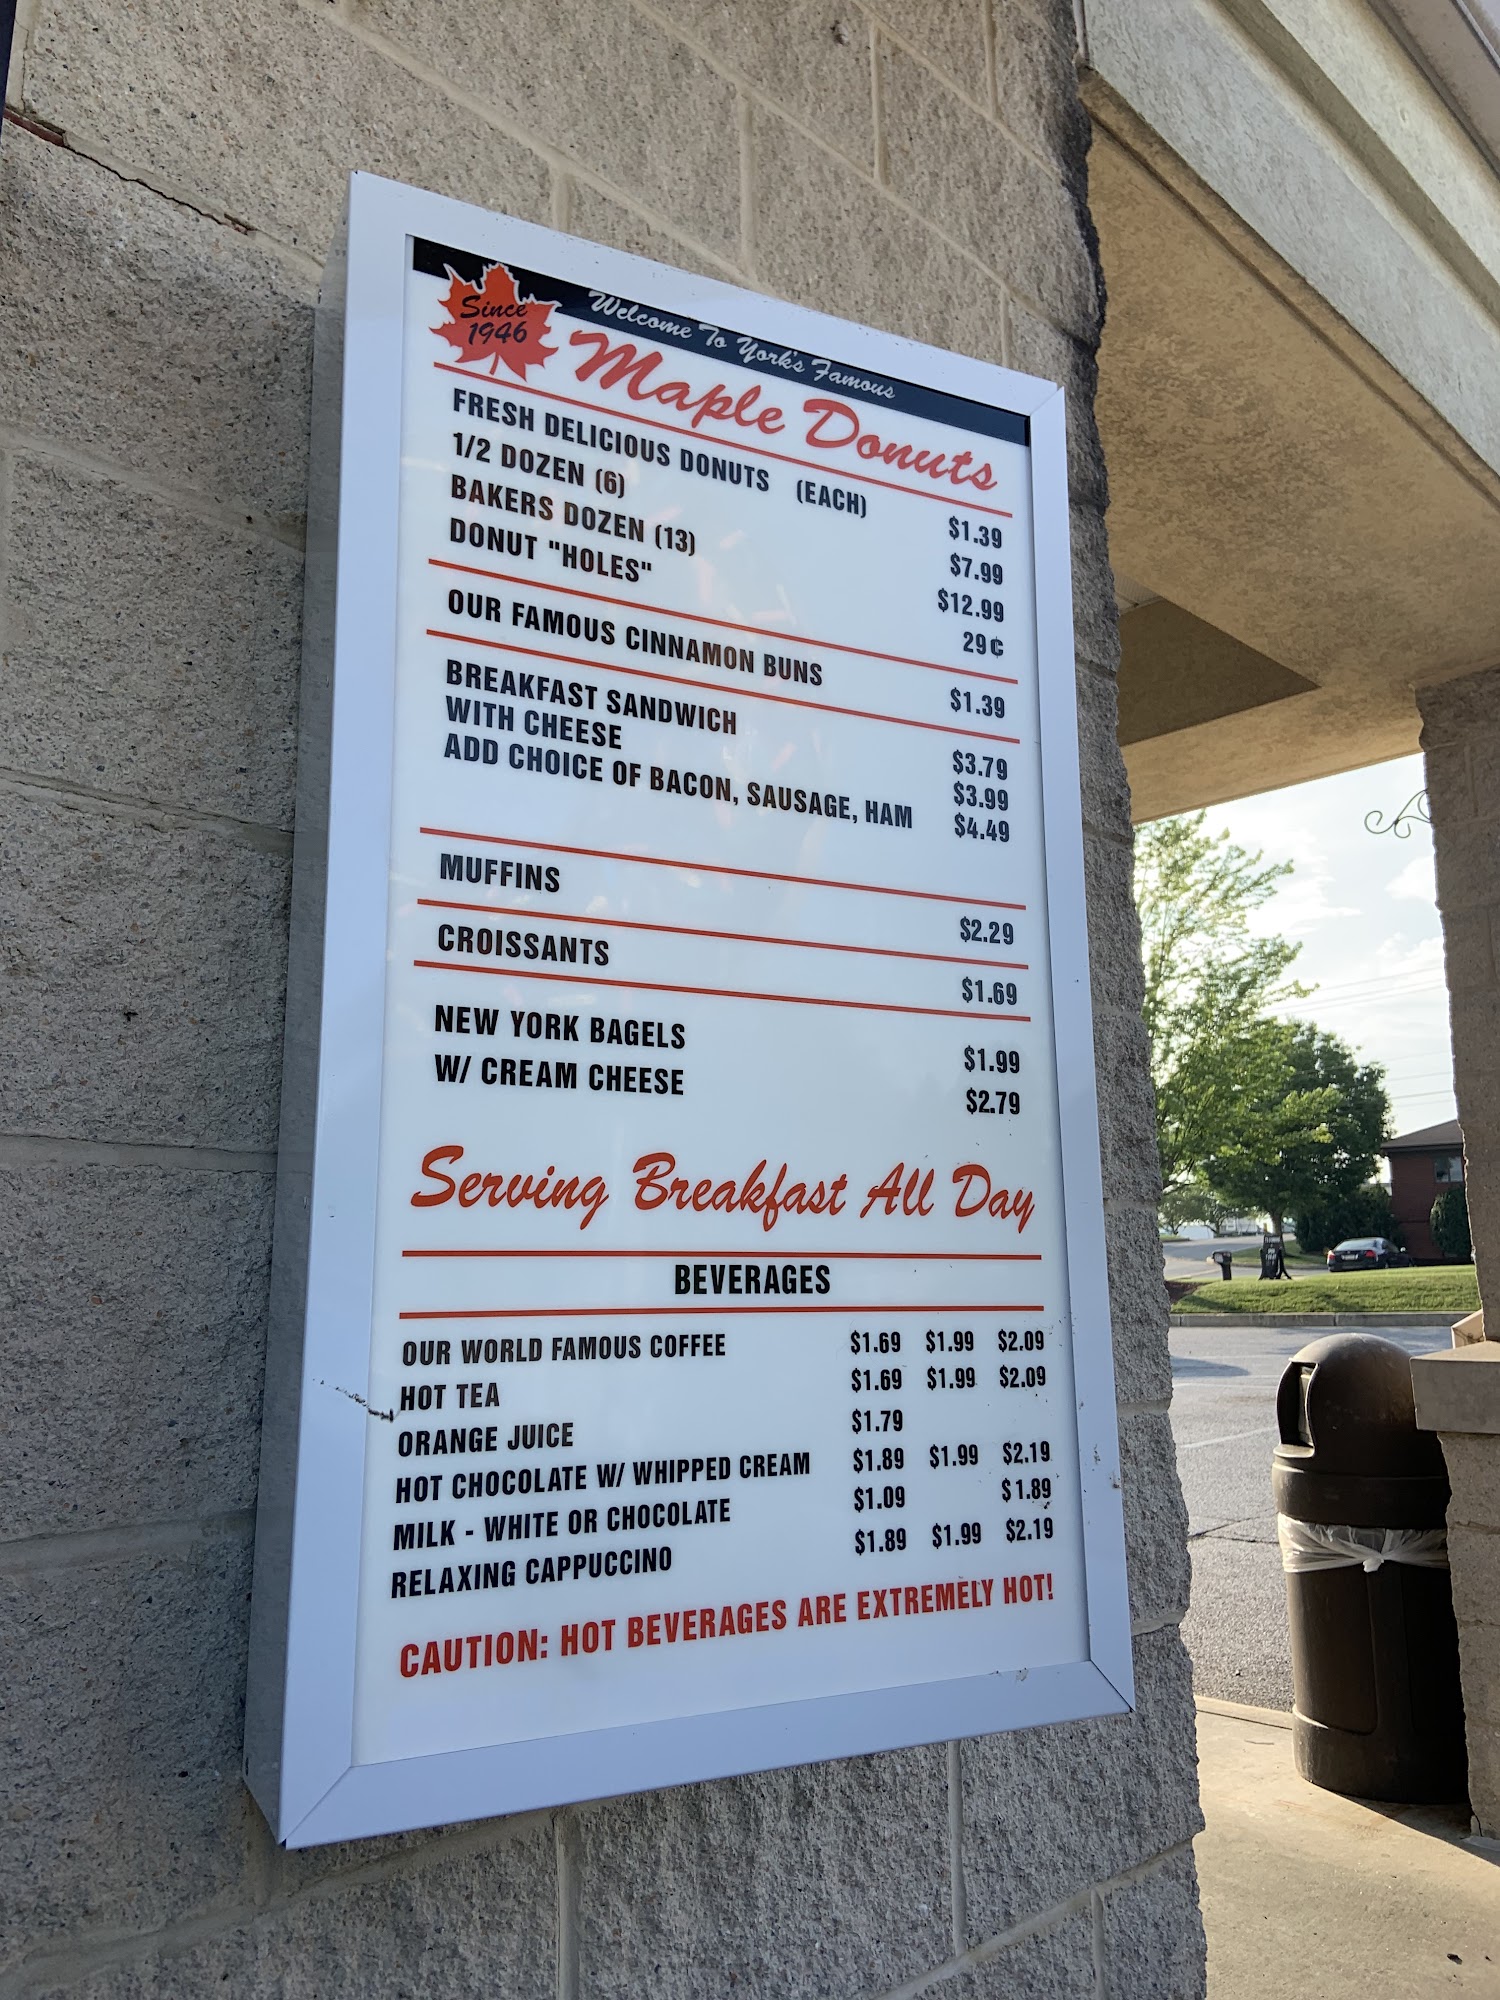 Since
1946
Welcome To York's Famous
Maple Donuts
FRESH DELICIOUS DONUTS (EACH) $1.39
1/2 DOZEN (6) $7.99
BAKERS DOZEN (13) $12.99
DONUT "HOLES" 29¢
OUR FAMOUS CINNAMON BUNS $1.39
BREAKFAST SANDWICH $3.79
WITH CHEESE $3.99
ADD CHOICE OF BACON, SAUSAGE, HAM $4.49
MUFFINS $2.29
CROISSANTS $1.69
NEW YORK BAGELS $1.99
W/ CREAM CHEESE $2.79
Serving Breakfast All Day
BEVERAGES
OUR WORLD FAMOUS COFFEE $1.69 $1.99 $2.09
HOT TEA $1.69 $1.99 $2.09
ORANGE JUICE $1.79
HOT CHOCOLATE W/ WHIPPED CREAM $1.89 $1.99 $2.19
MILK - WHITE OR CHOCOLATE $1.09 $1.89
RELAXING CAPPUCCINO $1.89 $1.99 $2.19
CAUTION: HOT BEVERAGES ARE EXTREMELY HOT!